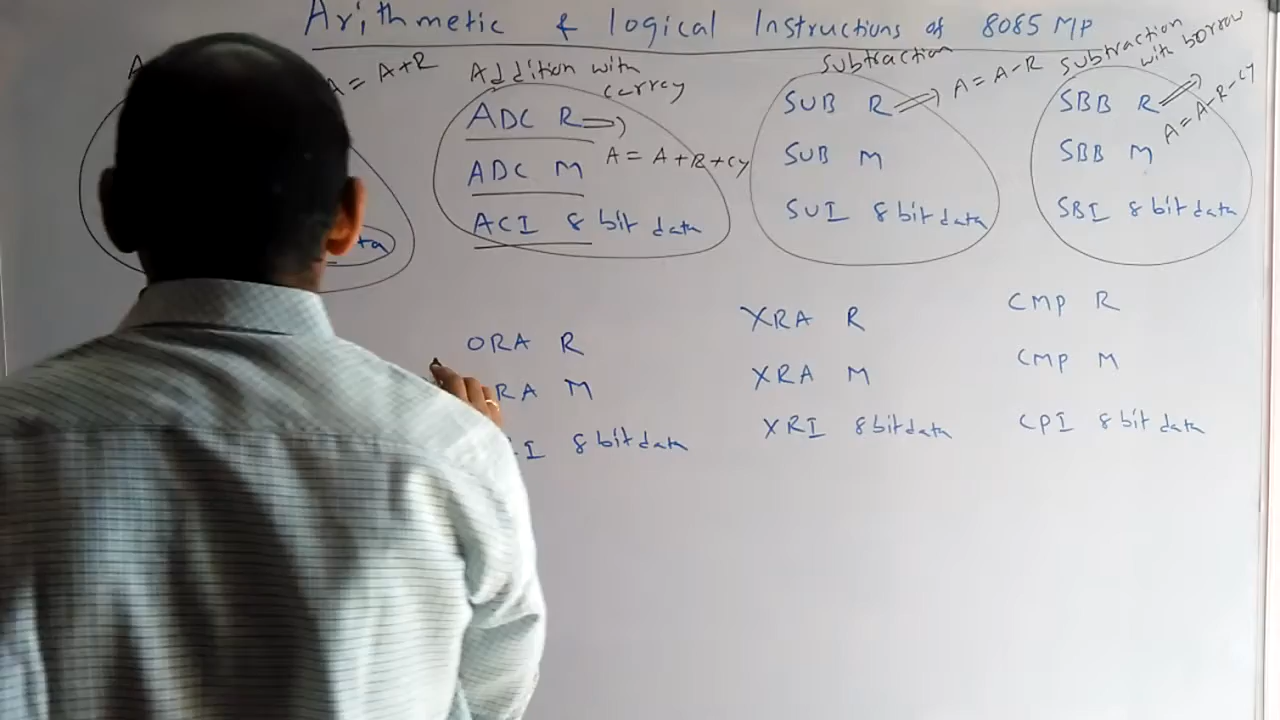 Arithmetic & logical Instructions of 8085 MP
A = A+R
Addition with
cerrey
ADC R ⇒
A = A+R+cy
ADC M
ACI 8 bit data
Subtraction
SUB R ⇒ A = A-R
SUB M
SUI 8 bit data
Subtraction
with borrow
SBB R ⇒
A = A-R-cy
SBB M
SBI 8 bit data
ORA R
RA M
I 8 bit data
XRA R
XRA M
XRI 8 bit data
CMP R
CMP M
CPI 8 bit data